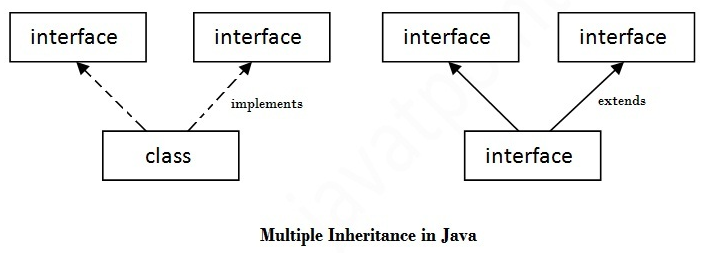 interface
interface
interface
interface
implements
extends
class
interface
Multiple Inheritance in Java